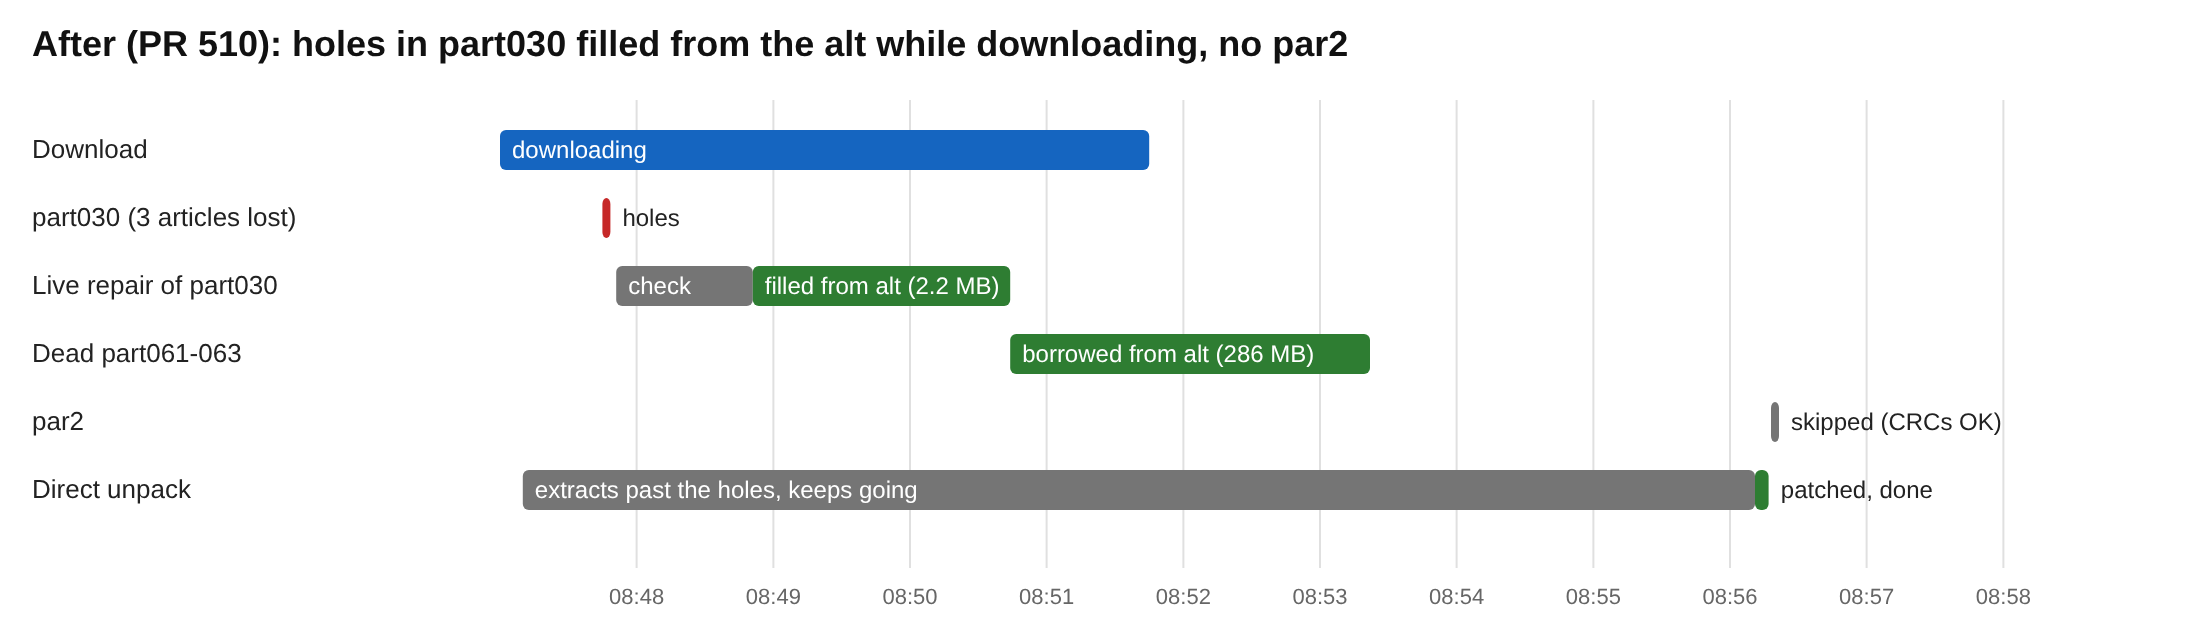 After (PR 510): holes in part030 filled from the alt while downloading, no par2
Download
downloading
part030 (3 articles lost)
holes
Live repair of part030
check
filled from alt (2.2 MB)
Dead part061-063
borrowed from alt (286 MB)
par2
skipped (CRCs OK)
Direct unpack
extracts past the holes, keeps going
patched, done
08:48
08:49
08:50
08:51
08:52
08:53
08:54
08:55
08:56
08:57
08:58